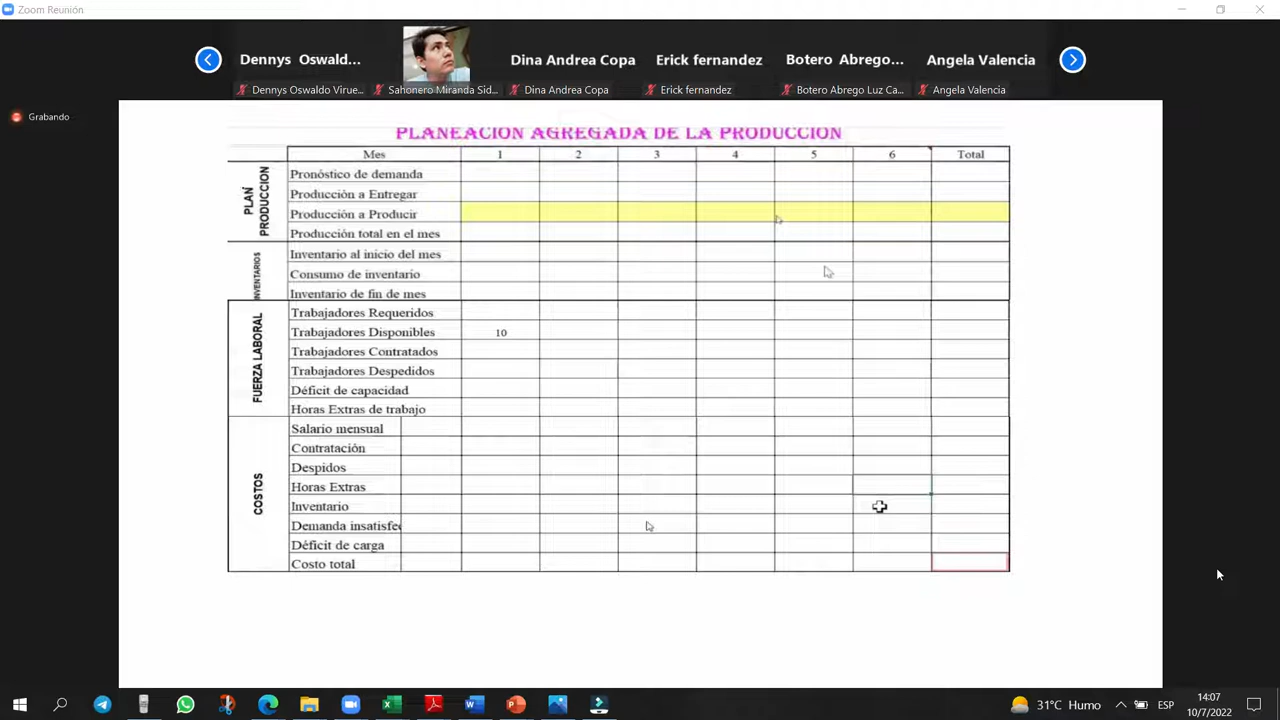 Zoom Reunión
Dennys Oswald...
Dina Andrea Copa
Erick fernandez
Botero Abrego...
Angela Valencia
Dennys Oswaldo Virue...
Sahonero Miranda Sid...
Dina Andrea Copa
Erick fernandez
Botero Abrego Luz Ca...
Angela Valencia
Grabando
PLANEACION AGREGADA DE LA PRODUCCION
Mes 1 2 3 4 5 6 Total
PLAN PRODUCCION
Pronóstico de demanda
Producción a Entregar
Producción a Producir
Producción total en el mes
INVENTARIOS
Inventario al inicio del mes
Consumo de inventario
Inventario de fin de mes
FUERZA LABORAL
Trabajadores Requeridos
Trabajadores Disponibles 10
Trabajadores Contratados
Trabajadores Despedidos
Déficit de capacidad
Horas Extras de trabajo
COSTOS
Salario mensual
Contratación
Despidos
Horas Extras
Inventario
Demanda insatisfec
Déficit de carga
Costo total
31°C Humo
ESP
14:07
10/7/2022